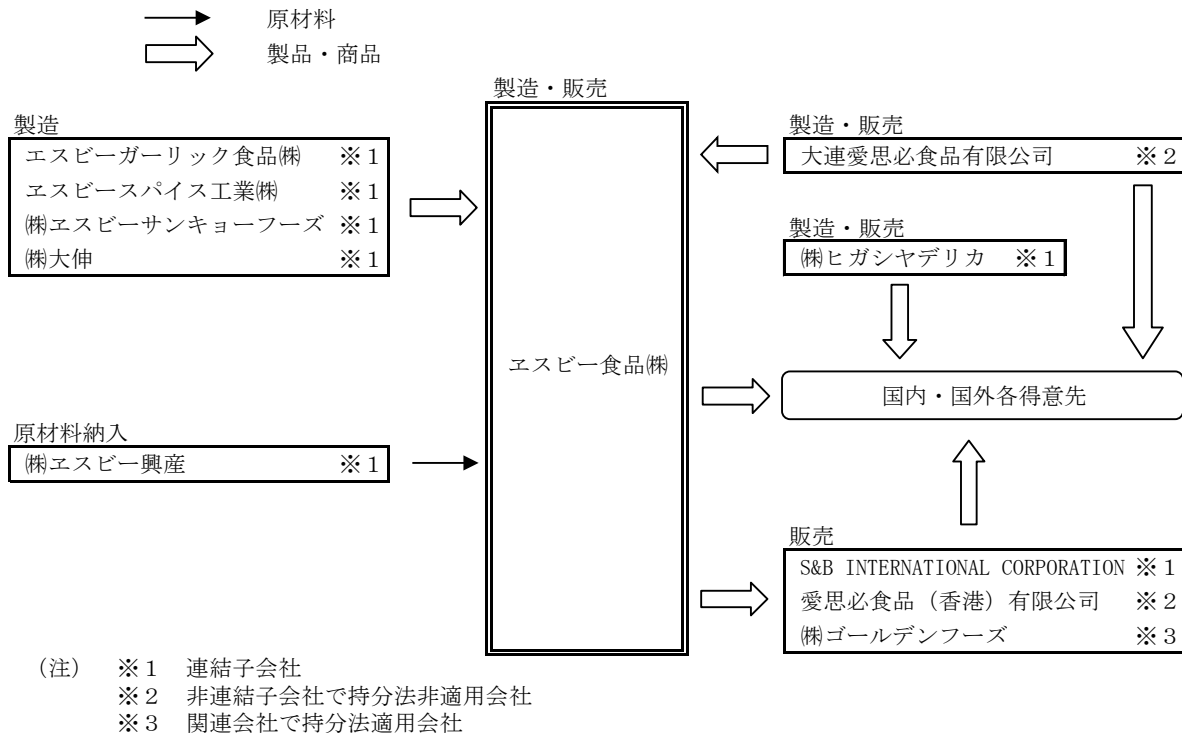 原材料
製品・商品
製造・販売
製造
エスビーガーリック食品㈱ ※1
ヱスビースパイス工業㈱ ※1
㈱ヱスビーサンキョーフーズ ※1
㈱大伸 ※1
原材料納入
㈱ヱスビー興産 ※1
ヱスビー食品㈱
製造・販売
大連愛思必食品有限公司 ※2
製造・販売
㈱ヒガシヤデリカ ※1
国内・国外各得意先
販売
S&B INTERNATIONAL CORPORATION ※1
愛思必食品（香港）有限公司 ※2
㈱ゴールデンフーズ ※3
（注） ※1 連結子会社
※2 非連結子会社で持分法非適用会社
※3 関連会社で持分法適用会社